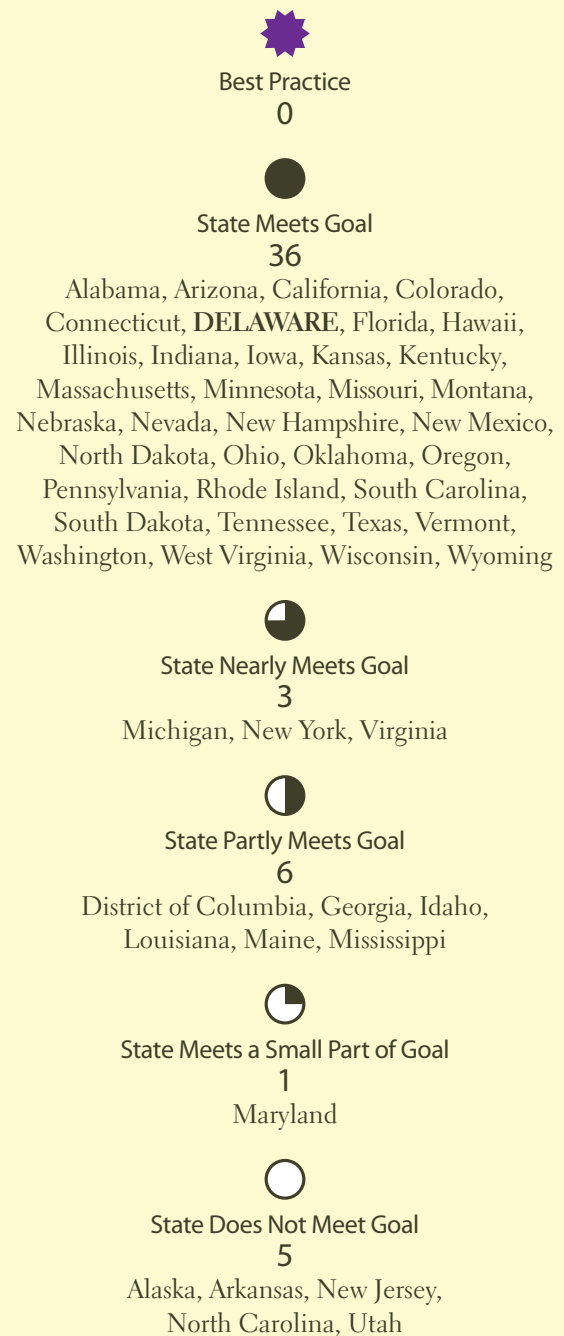 Best Practice
0
State Meets Goal
36
Alabama, Arizona, California, Colorado,
Connecticut, DELAWARE, Florida, Hawaii,
Illinois, Indiana, Iowa, Kansas, Kentucky,
Massachusetts, Minnesota, Missouri, Montana,
Nebraska, Nevada, New Hampshire, New Mexico,
North Dakota, Ohio, Oklahoma, Oregon,
Pennsylvania, Rhode Island, South Carolina,
South Dakota, Tennessee, Texas, Vermont,
Washington, West Virginia, Wisconsin, Wyoming
State Nearly Meets Goal
3
Michigan, New York, Virginia
State Partly Meets Goal
6
District of Columbia, Georgia, Idaho,
Louisiana, Maine, Mississippi
State Meets a Small Part of Goal
1
Maryland
State Does Not Meet Goal
5
Alaska, Arkansas, New Jersey,
North Carolina, Utah